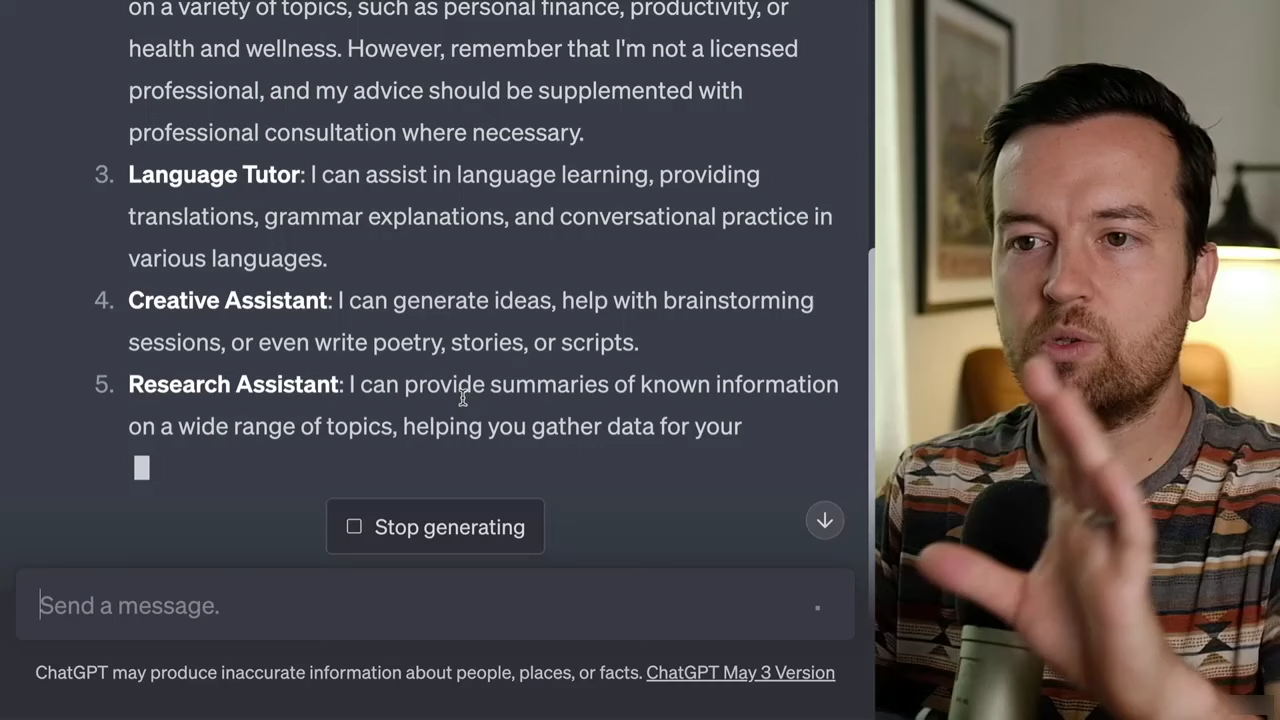 on a variety of topics, such as personal finance, productivity, or
health and wellness. However, remember that I'm not a licensed
professional, and my advice should be supplemented with
professional consultation where necessary.
3. Language Tutor: I can assist in language learning, providing
translations, grammar explanations, and conversational practice in
various languages.
4. Creative Assistant: I can generate ideas, help with brainstorming
sessions, or even write poetry, stories, or scripts.
5. Research Assistant: I can provide summaries of known information
on a wide range of topics, helping you gather data for your
Stop generating
Send a message.
ChatGPT may produce inaccurate information about people, places, or facts. ChatGPT May 3 Version